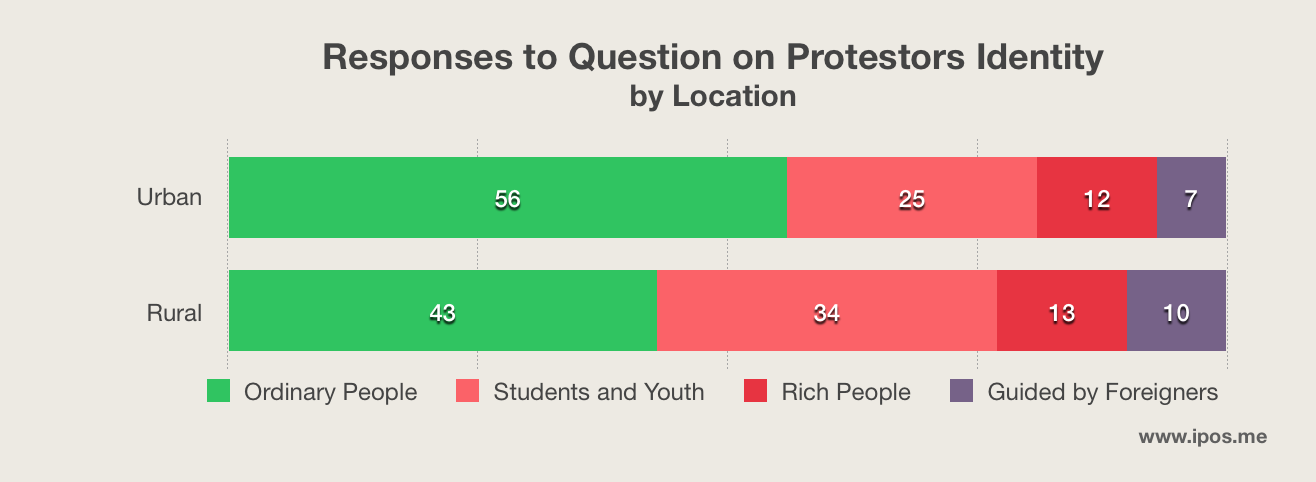 Responses to Question on Protestors Identity
by Location
Urban
56
25
12
7
Rural
43
34
13
10
Ordinary People
Students and Youth
Rich People
Guided by Foreigners
www.ipos.me